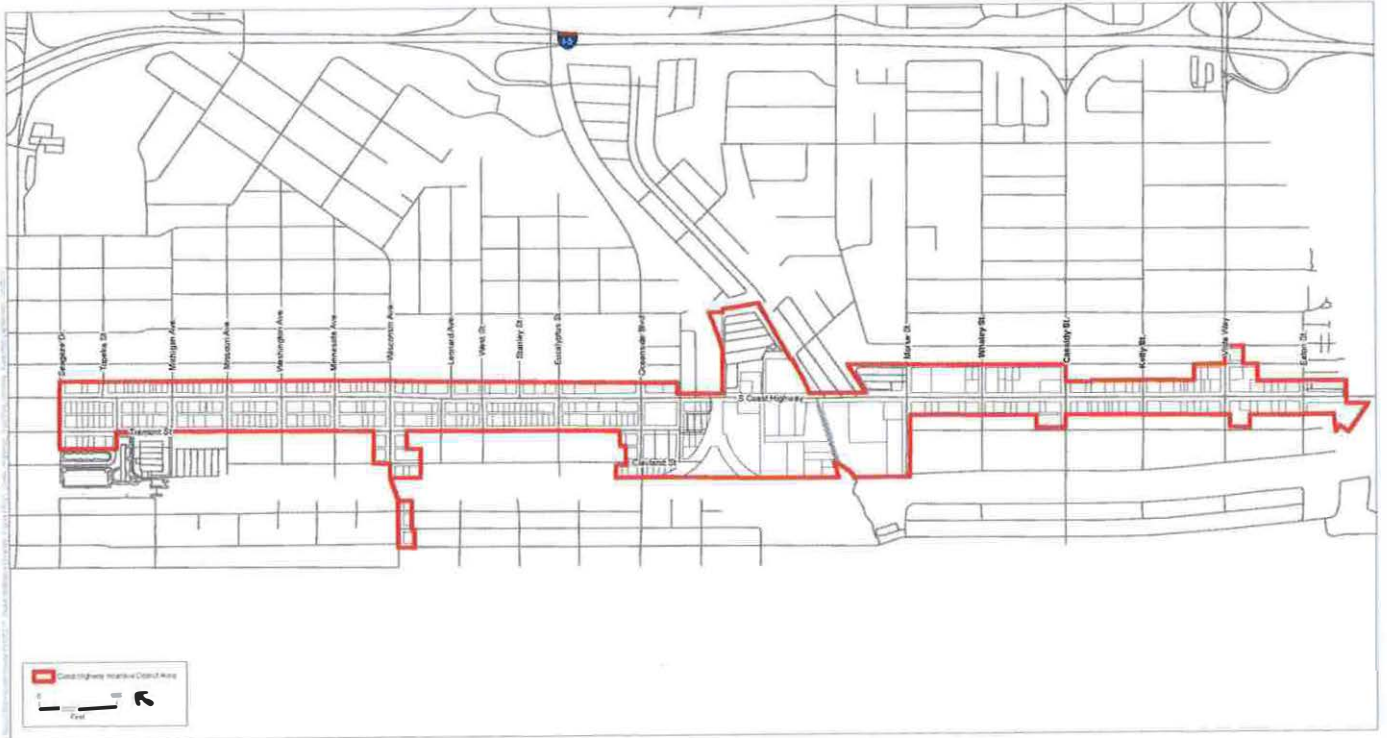 I-5
Seagaze Dr.
Topeka St.
Michigan Ave.
Missouri Ave.
Washington Ave.
Minnesota Ave.
Wisconsin Ave.
Leonard Ave.
West St.
Stanley St.
Eucalyptus St.
Oceanside Blvd.
Morse St.
Whaley St.
Cassidy St.
Kelly St.
Vista Way
Eaton St.
S Coast Highway
Tremont St.
Cleveland St.
Coast Highway Incentive District Area
Feet